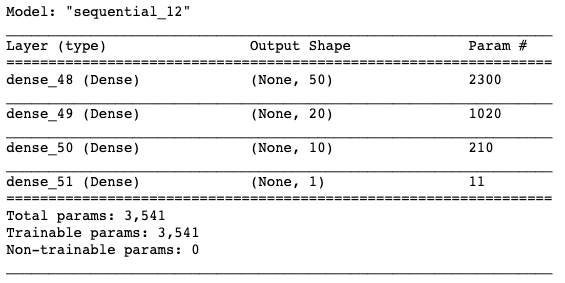 Model: "sequential_12"
Layer (type) Output Shape Param #
dense_48 (Dense) (None, 50) 2300
dense_49 (Dense) (None, 20) 1020
dense_50 (Dense) (None, 10) 210
dense_51 (Dense) (None, 1) 11
Total params: 3,541
Trainable params: 3,541
Non-trainable params: 0